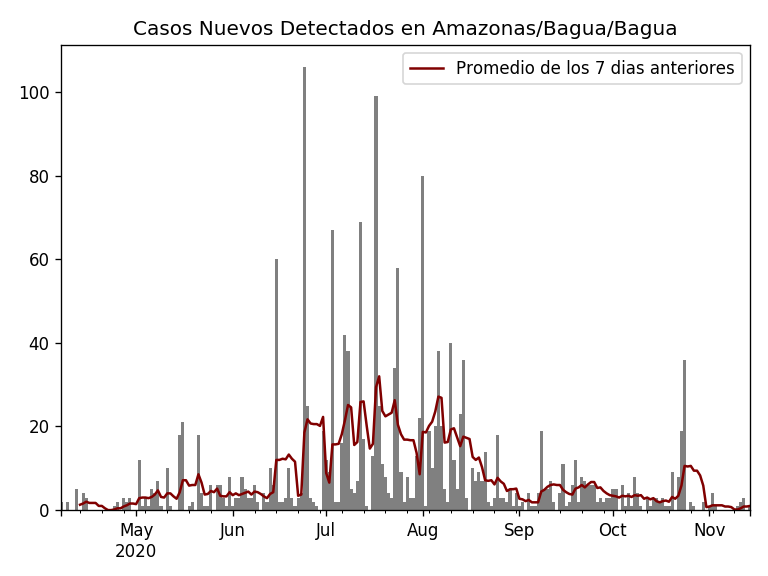 Casos Nuevos Detectados en Amazonas/Bagua/Bagua
Promedio de los 7 dias anteriores
100
80
60
40
20
0
May Jun Jul Aug Sep Oct Nov
2020